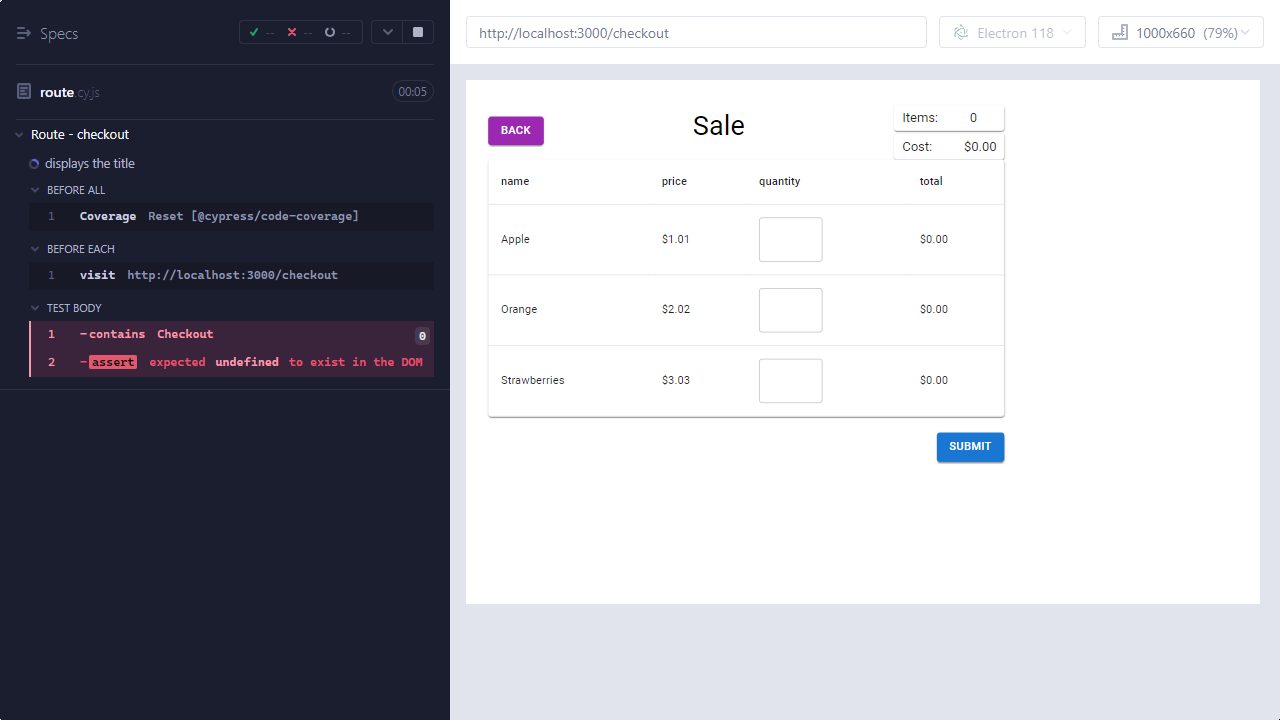 Specs
-- -- --
route.cy.js 00:05
Route - checkout
displays the title
BEFORE ALL
1 Coverage Reset [@cypress/code-coverage]
BEFORE EACH
1 visit http://localhost:3000/checkout
TEST BODY
1 -contains Checkout 0
2 -assert expected undefined to exist in the DOM
http://localhost:3000/checkout
Electron 118
1000x660 (79%)
BACK
Sale
Items: 0
Cost: $0.00
name price quantity total
Apple $1.01 $0.00
Orange $2.02 $0.00
Strawberries $3.03 $0.00
SUBMIT